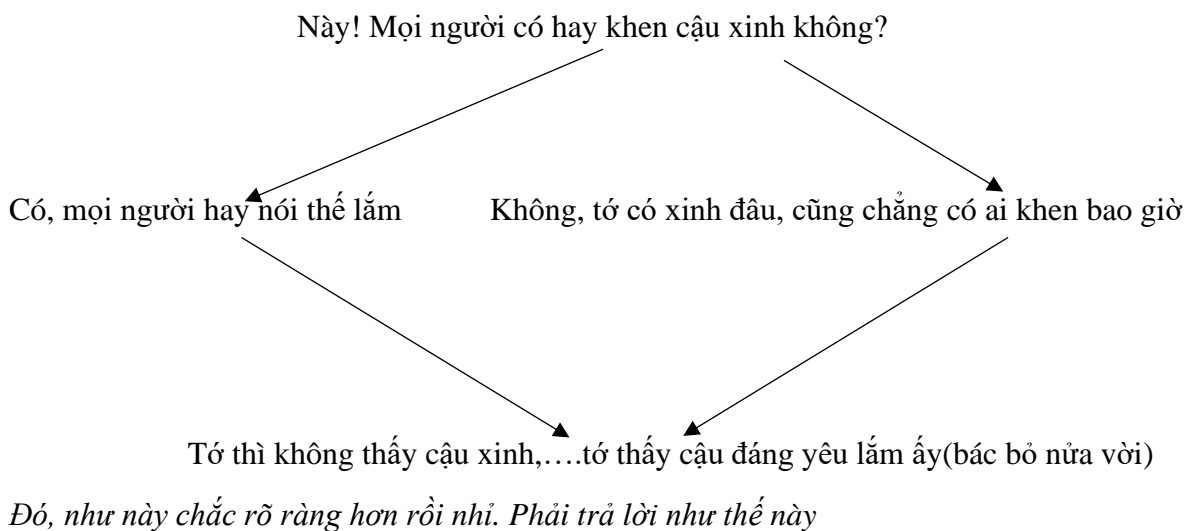 Này! Mọi người có hay khen cậu xinh không?
Có, mọi người hay nói thế lắm
Không, tớ có xinh đâu, cũng chẳng có ai khen bao giờ
Tớ thì không thấy cậu xinh,….tớ thấy cậu đáng yêu lắm ấy(bác bỏ nửa vời)
Đó, như này chắc rõ ràng hơn rồi nhỉ. Phải trả lời như thế này